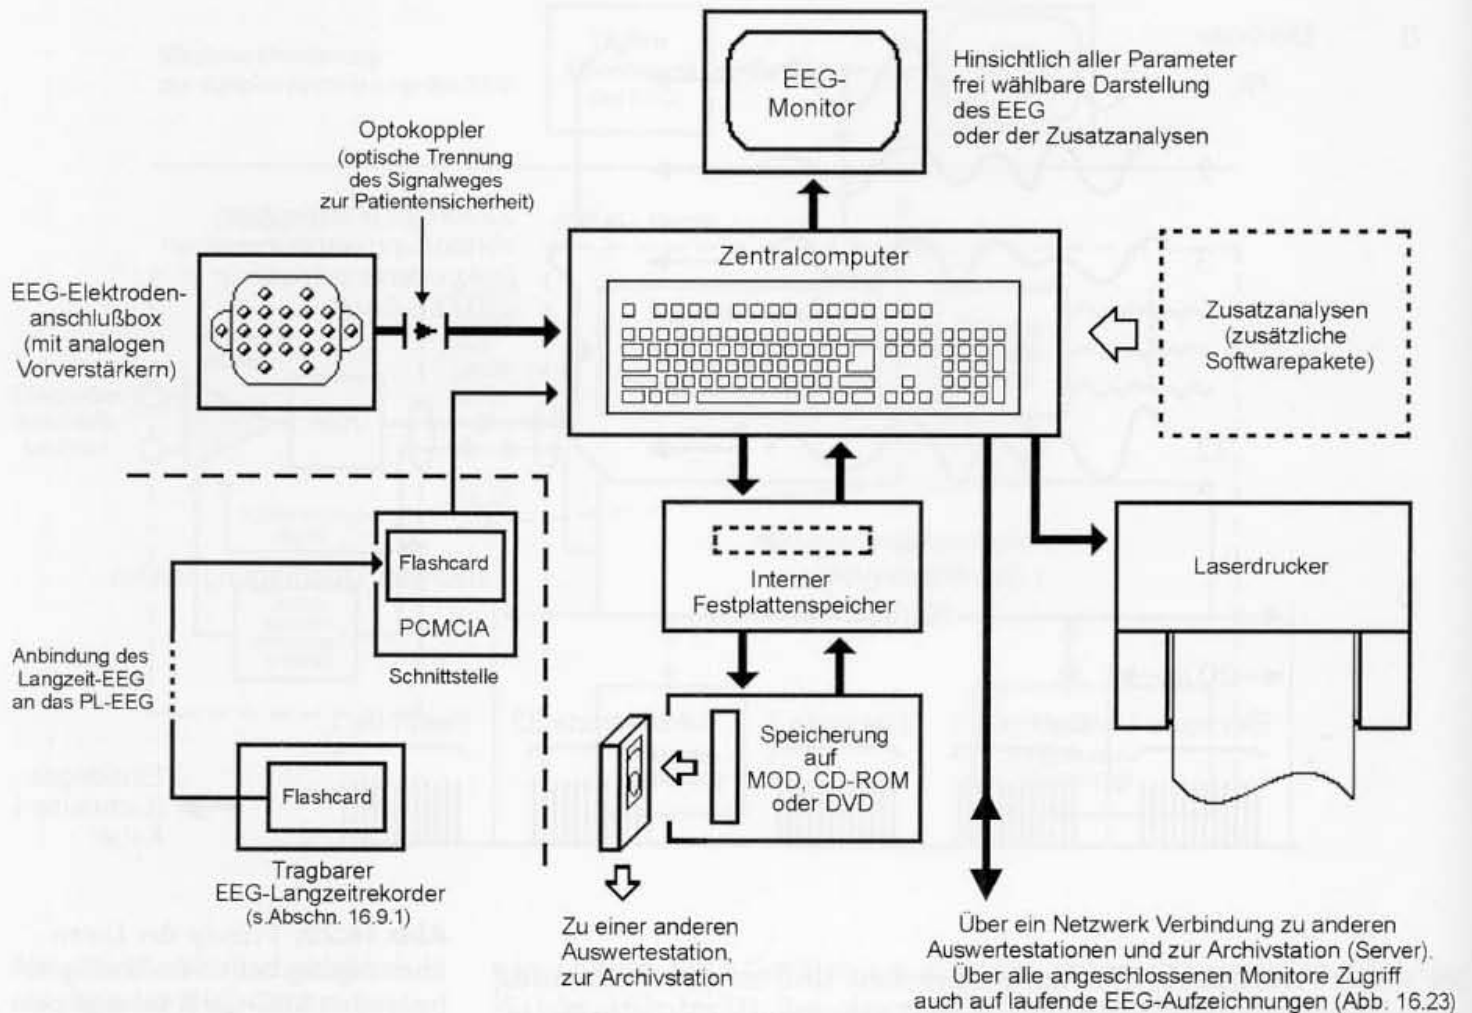 EEG-
Monitor
Hinsichtlich aller Parameter
frei wählbare Darstellung
des EEG
oder der Zusatzanalysen
Optokoppler
(optische Trennung
des Signalweges
zur Patientensicherheit)
Zentralcomputer
EEG-Elektroden-
anschlußbox
(mit analogen
Vorverstärkern)
Zusatzanalysen
(zusätzliche
Softwarepakete)
Flashcard
PCMCIA
Schnittstelle
Interner
Festplattenspeicher
Laserdrucker
Anbindung des
Langzeit-EEG
an das PL-EEG
Speicherung
auf
MOD, CD-ROM
oder DVD
Flashcard
Tragbarer
EEG-Langzeitrekorder
(s.Abschn. 16.9.1)
Zu einer anderen
Auswertestation,
zur Archivstation
Über ein Netzwerk Verbindung zu anderen
Auswertestationen und zur Archivstation (Server).
Über alle angeschlossenen Monitore Zugriff
auch auf laufende EEG-Aufzeichnungen (Abb. 16.23)